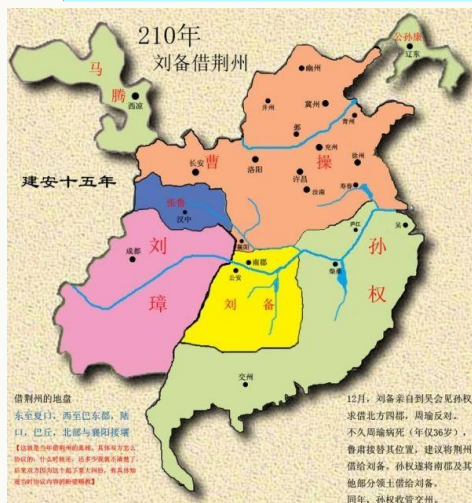 210年
刘备借荆州
公孙康
辽东
马
腾
西凉
幽州
并州
冀州
青州
邺
兖州
曹
操
长安
洛阳
许昌
徐州
汝南
寿春
建安十五年
张鲁
汉中
襄阳
庐江
吴
成都
刘
璋
南郡
公安
刘备
柴桑
孙
权
交州
借荆州的地盘
东至夏口,西至巴东郡,陆
口,巴丘,北部与襄阳接壤
12月,刘备亲自到吴会见孙权
求借北方四郡,周瑜反对。
不久周瑜病死(年仅36岁),
鲁肃接替其位置,建议将荆州
借给刘备,孙权遂将南郡及其
他部分领土借给刘备。
同年,孙权收管交州。